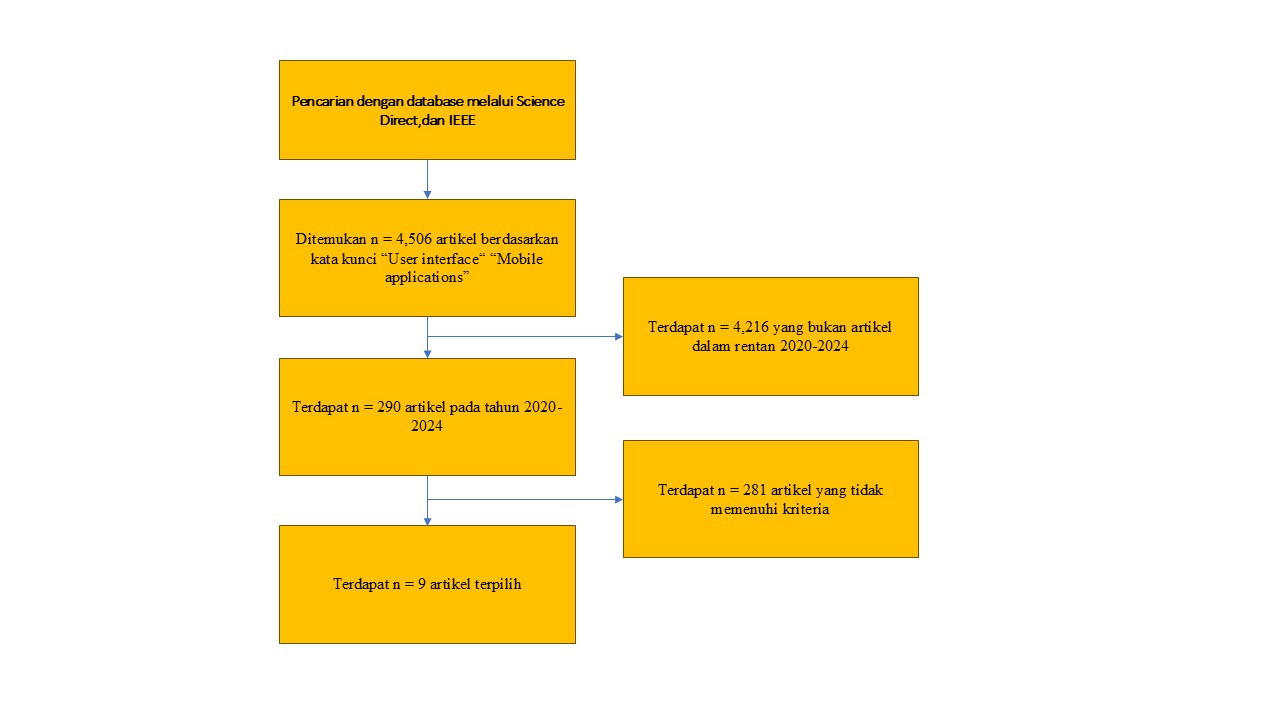 Pencarian dengan database melalui Science
Direct,dan IEEE
Ditemukan n = 4,506 artikel berdasarkan
kata kunci “User interface“ “Mobile
applications”
Terdapat n = 4,216 yang bukan artikel
dalam rentan 2020-2024
Terdapat n = 290 artikel pada tahun 2020-
2024
Terdapat n = 281 artikel yang tidak
memenuhi kriteria
Terdapat n = 9 artikel terpilih